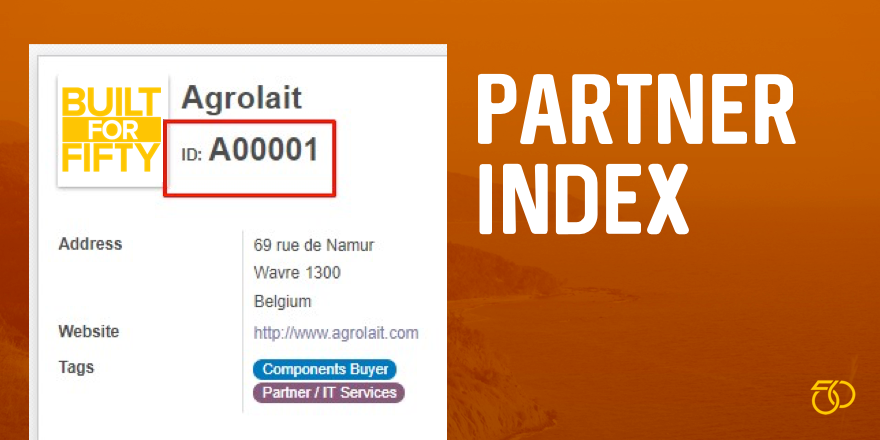 BUILT
FOR
FIFTY
Agrolait
ID: A00001
Address
69 rue de Namur
Wavre 1300
Belgium
Website
http://www.agrolait.com
Tags
Components Buyer
Partner / IT Services
PARTNER
INDEX
50